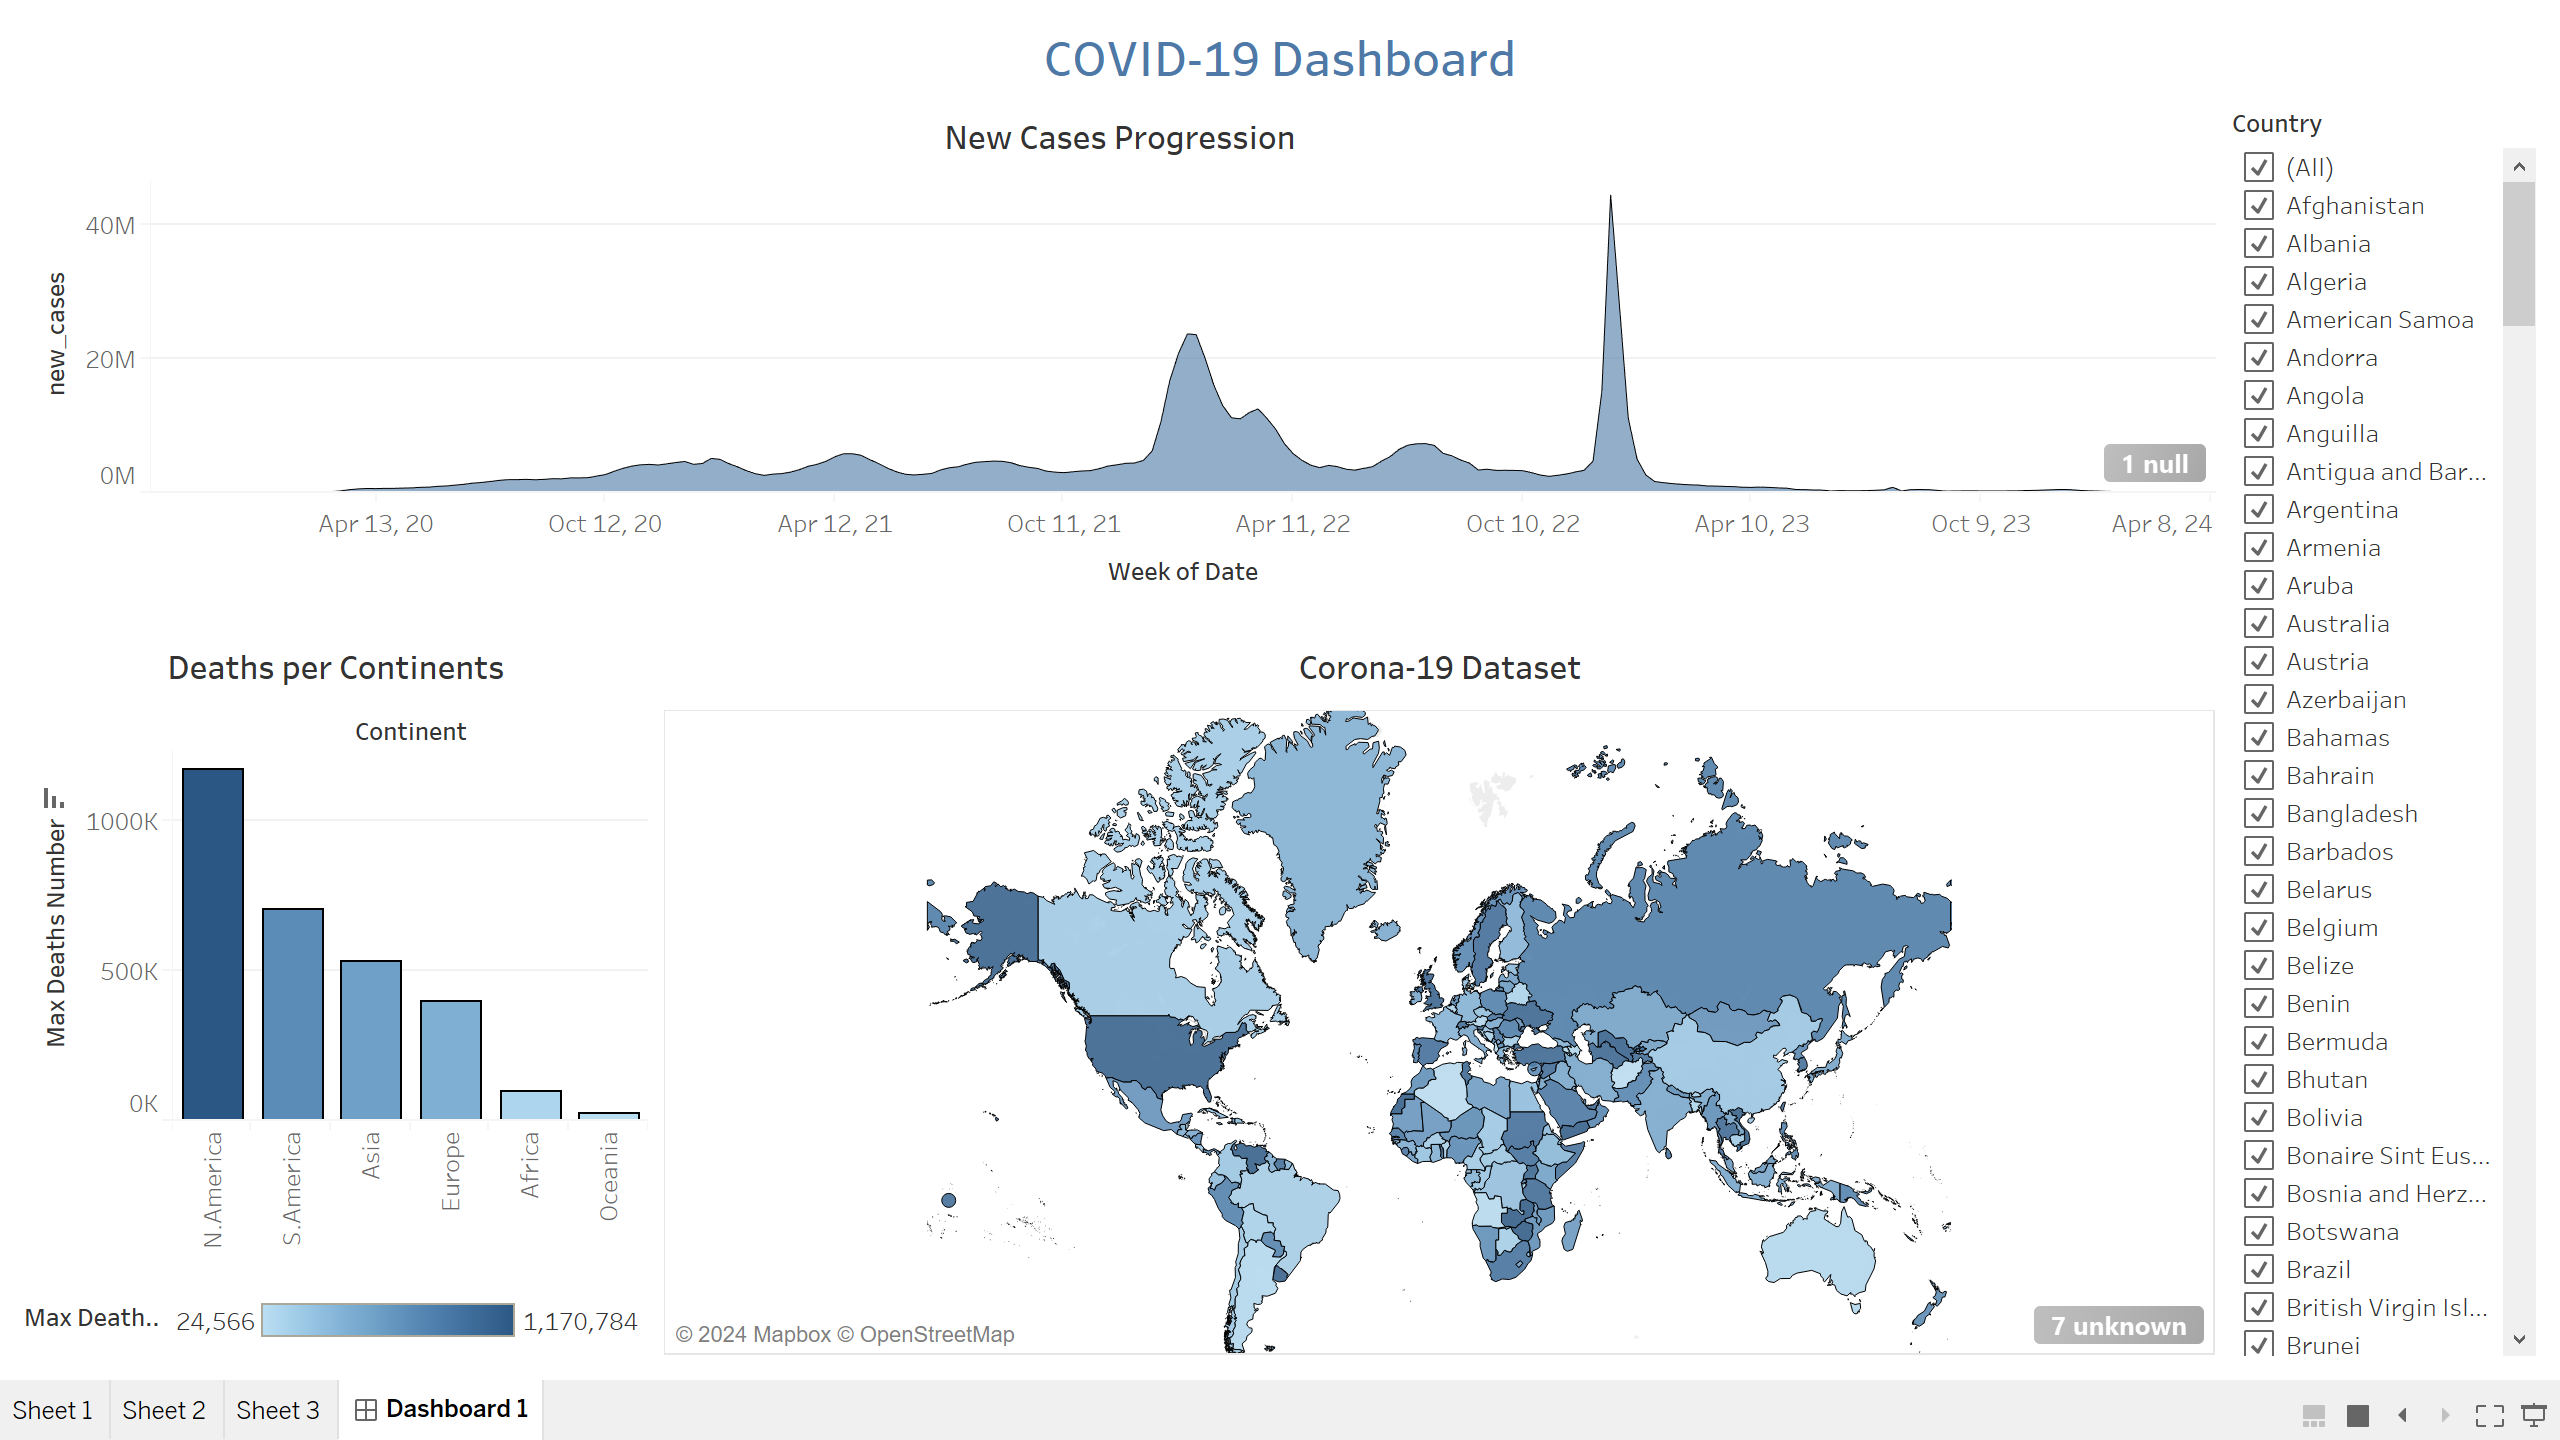 COVID-19 Dashboard
New Cases Progression
new_cases
40M
20M
0M
1 null
Apr 13, 20
Oct 12, 20
Apr 12, 21
Oct 11, 21
Apr 11, 22
Oct 10, 22
Apr 10, 23
Oct 9, 23
Apr 8, 24
Week of Date
Country
(All)
Afghanistan
Albania
Algeria
American Samoa
Andorra
Angola
Anguilla
Antigua and Bar...
Argentina
Armenia
Aruba
Australia
Austria
Azerbaijan
Bahamas
Bahrain
Bangladesh
Barbados
Belarus
Belgium
Belize
Benin
Bermuda
Bhutan
Bolivia
Bonaire Sint Eus...
Bosnia and Herz...
Botswana
Brazil
British Virgin Isl...
Brunei
Deaths per Continents
Continent
Max Deaths Number
1000K
500K
0K
N.America
S.America
Asia
Europe
Africa
Oceania
Max Death..
24,566
1,170,784
Corona-19 Dataset
© 2024 Mapbox © OpenStreetMap
7 unknown
Sheet 1
Sheet 2
Sheet 3
Dashboard 1